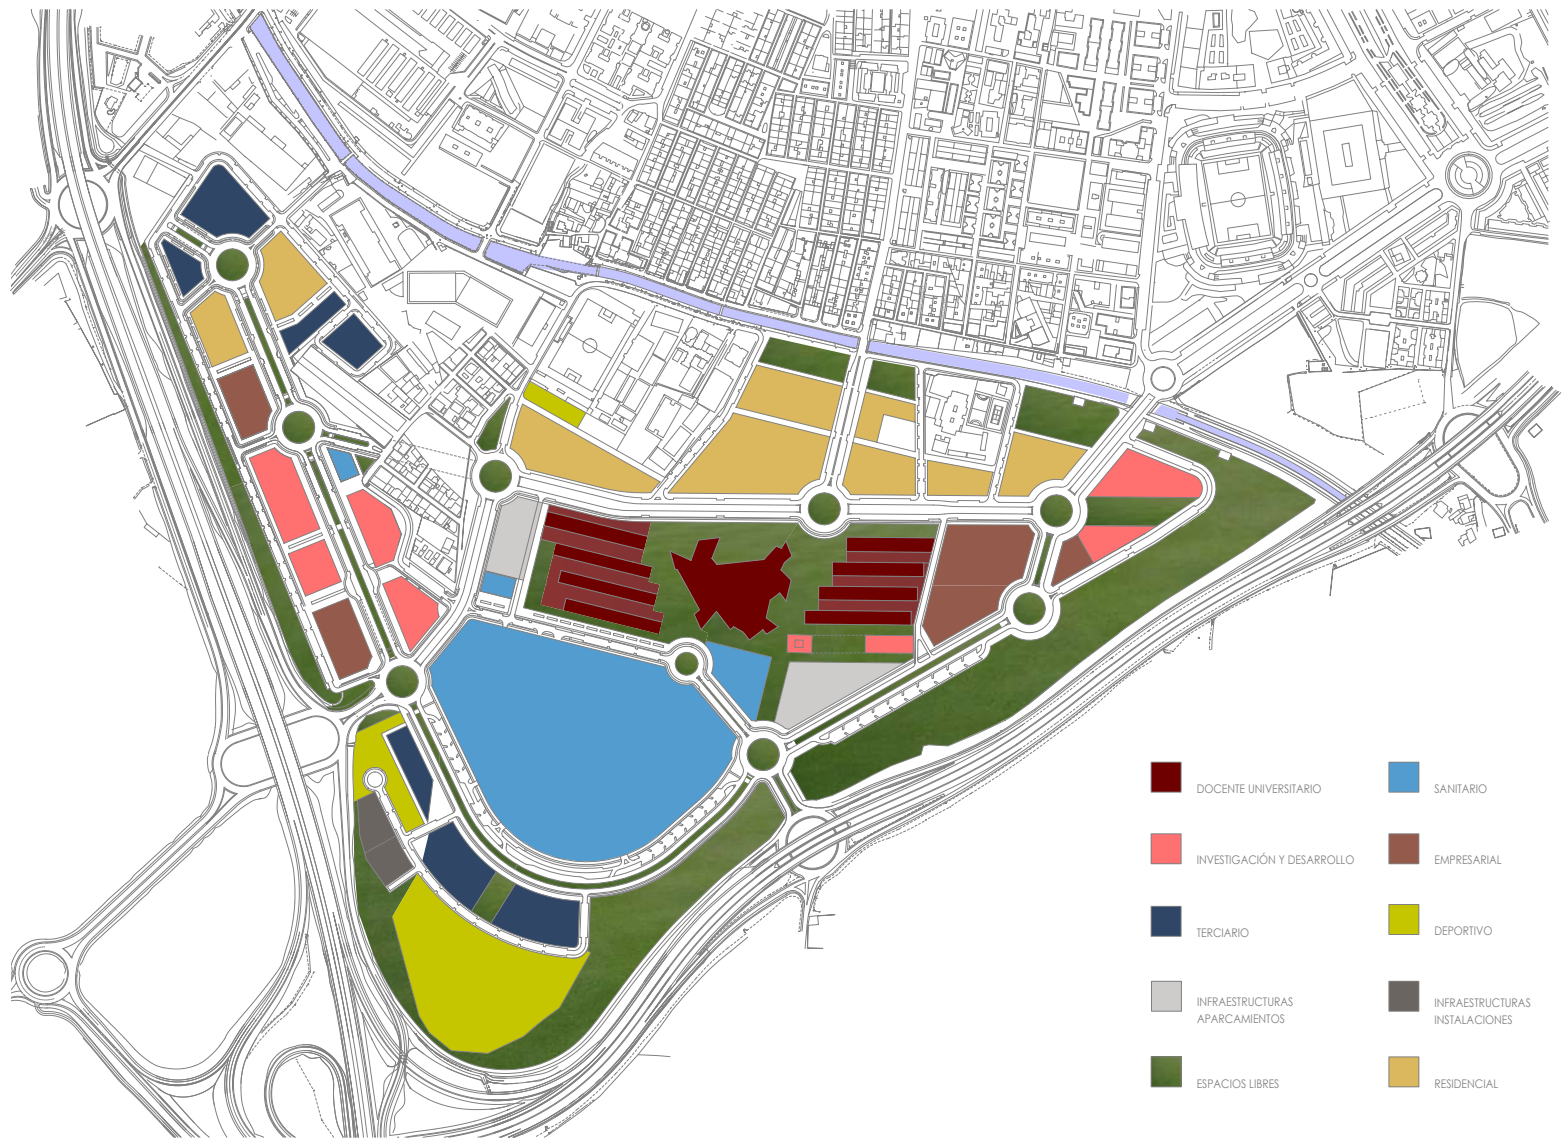 DOCENTE UNIVERSITARIO
SANITARIO
INVESTIGACIÓN Y DESARROLLO
EMPRESARIAL
TERCIARIO
DEPORTIVO
INFRAESTRUCTURAS
APARCAMIENTOS
INFRAESTRUCTURAS
INSTALACIONES
ESPACIOS LIBRES
RESIDENCIAL